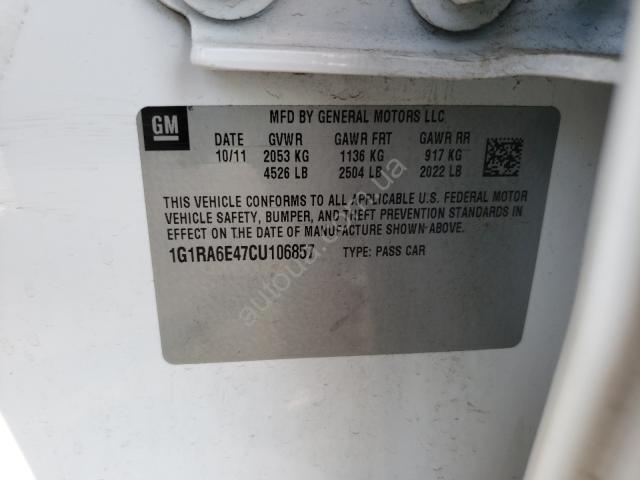 GM
MFD BY GENERAL MOTORS LLC
DATE GVWR GAWR FRT GAWR RR
10/11 2053 KG 1136 KG 917 KG
4526 LB 2504 LB 2022 LB
THIS VEHICLE CONFORMS TO ALL APPLICABLE U.S. FEDERAL MOTOR
VEHICLE SAFETY, BUMPER, AND THEFT PREVENTION STANDARDS IN
EFFECT ON THE DATE OF MANUFACTURE SHOWN ABOVE.
1G1RA6E47CU106857 TYPE: PASS CAR